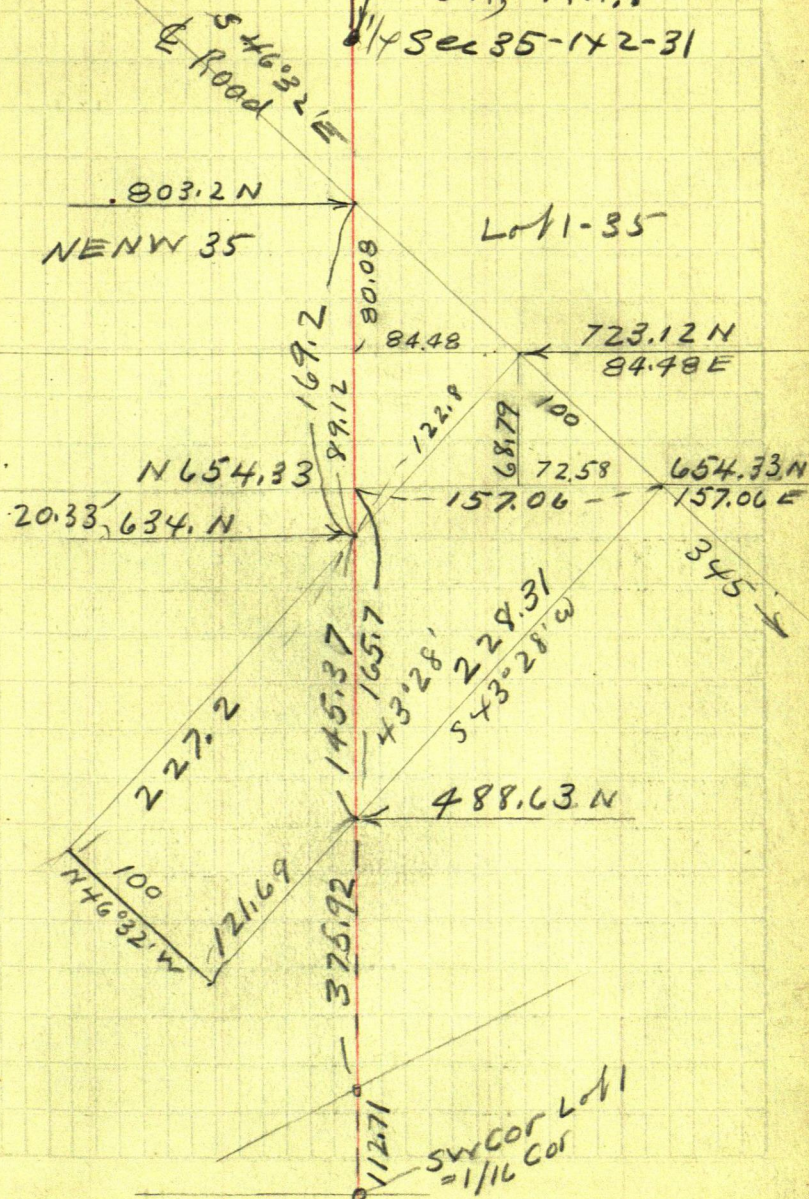 1/4 Sec 35-142-31
S 46°32'E
℄ Road
803.2 N
NENW 35
Lot 1-35
80.08
169.2
84.48
723.12 N
84.48 E
89.12
122.8
68.79
100
N 654.33
72.58
654.33 N
157.06
157.06 E
20.33
634. N
345
145.37
165.7
43°28'
228.31
S 43°28' W
227.2
488.63 N
100
N 46°32' W
121.69
375.92
112.71
SW COR Lot 1
=1/16 Cor